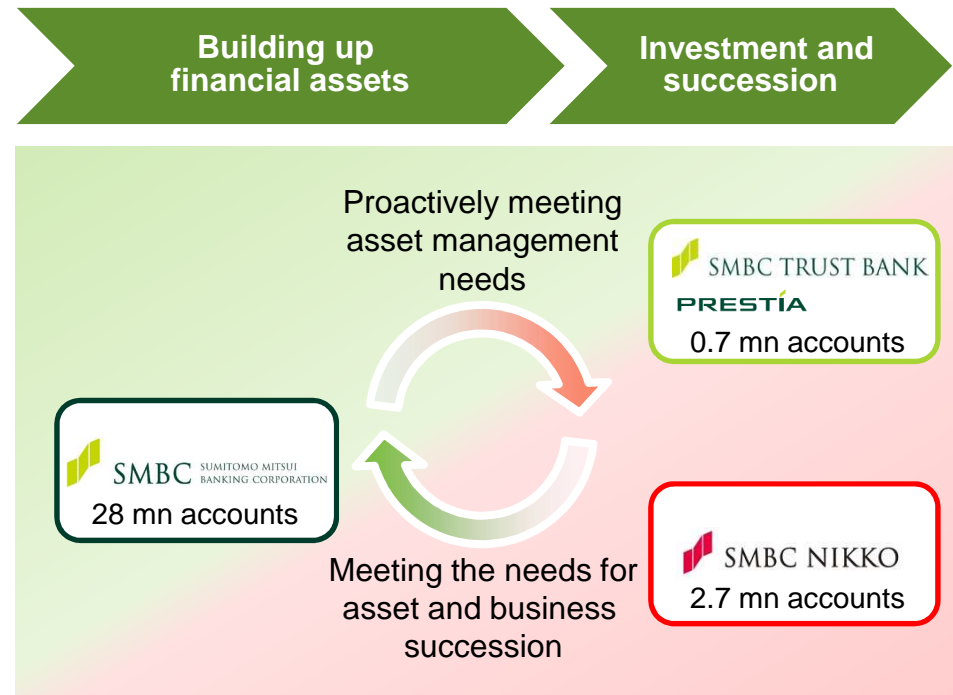 Building up
financial assets
Investment and
succession
Proactively meeting
asset management
needs
SMBC TRUST BANK
PRESTÍA
0.7 mn accounts
SMBC SUMITOMO MITSUI
BANKING CORPORATION
28 mn accounts
SMBC NIKKO
2.7 mn accounts
Meeting the needs for
asset and business
succession